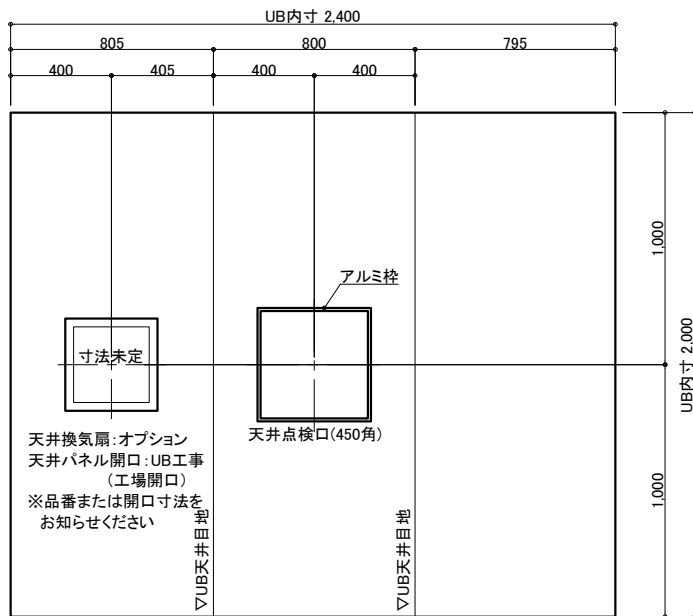 UB内寸 2,400
805
800
795
400
405
400
400
アルミ枠
1,000
寸法未定
UB内寸 2,000
天井換気扇:オプション
天井パネル開口:UB工事
(工場開口)
※品番または開口寸法を
お知らせください
天井点検口(450角)
▽UB天井目地
▽UB天井目地
1,000